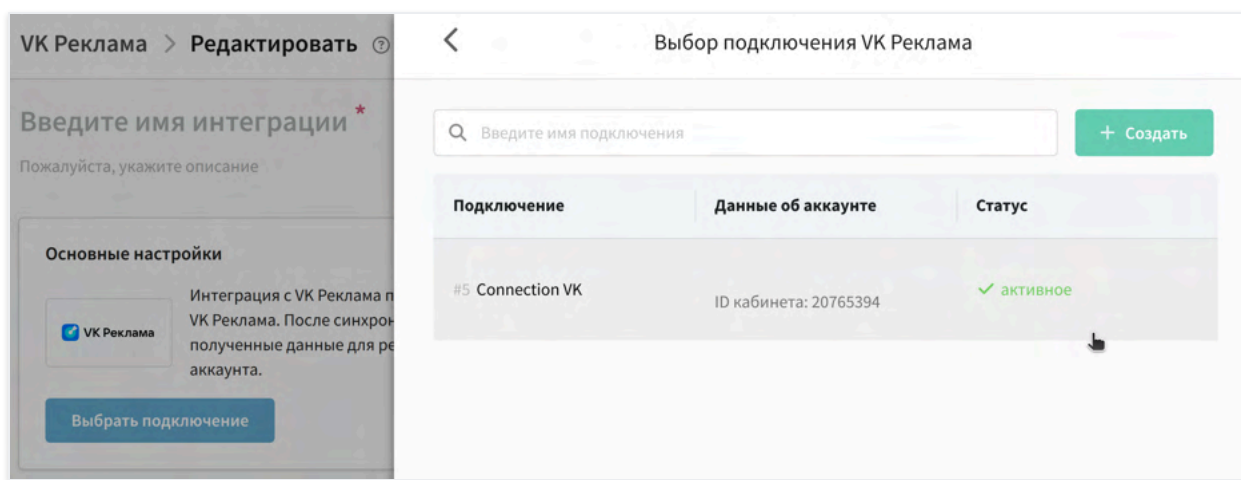 VK Реклама > Редактировать ?
Введите имя интеграции *
Пожалуйста, укажите описание
Основные настройки
VK Реклама
Интеграция с VK Реклама п
VK Реклама. После синхрон
полученные данные для ре
аккаунта.
Выбрать подключение
Выбор подключения VK Реклама
Введите имя подключения
+ Создать
Подключение Данные об аккаунте Статус
#5 Connection VK ID кабинета: 20765394 активное